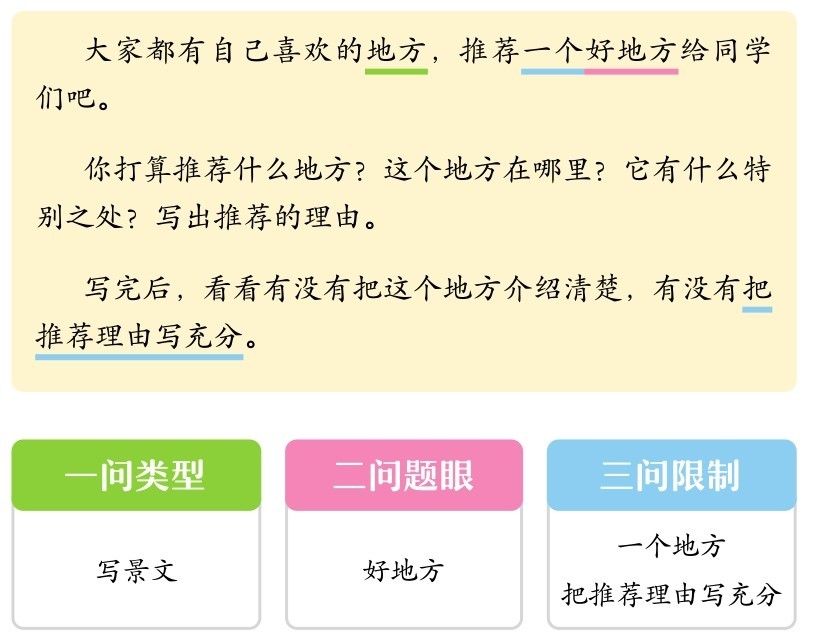 大家都有自己喜欢的地方，推荐一个好地方给同学
们吧。
你打算推荐什么地方？这个地方在哪里？它有什么特
别之处？写出推荐的理由。
写完后，看看有没有把这个地方介绍清楚，有没有把
推荐理由写充分。
一问类型
写景文
二问题眼
好地方
三问限制
一个地方
把推荐理由写充分